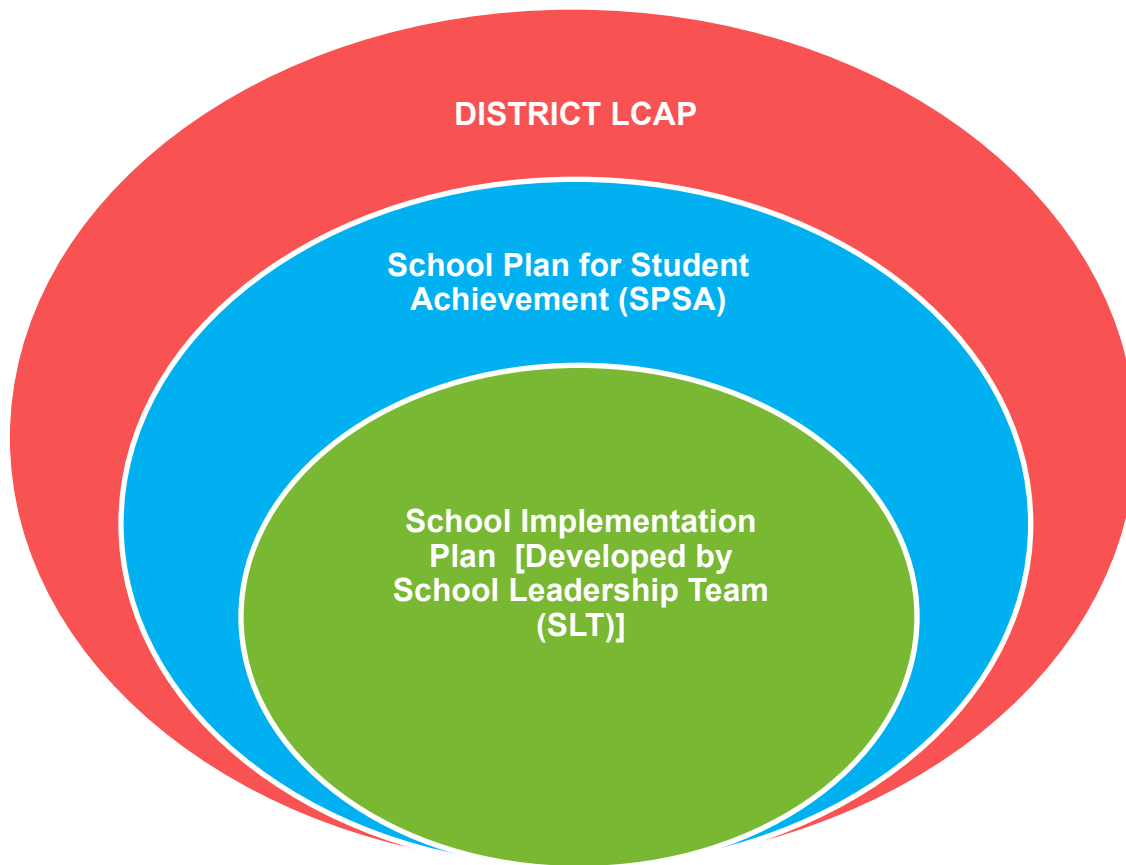 DISTRICT LCAP
School Plan for Student
Achievement (SPSA)
School Implementation
Plan  [Developed by
School Leadership Team
(SLT)]